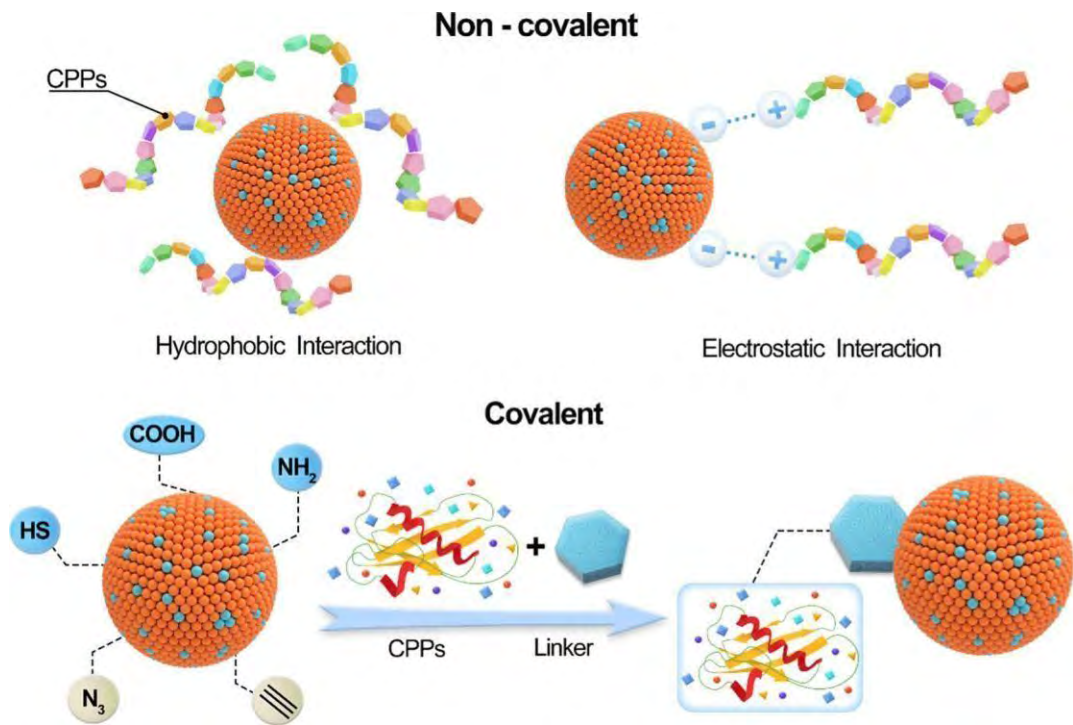 Non - covalent
CPPs
Hydrophobic Interaction
Electrostatic Interaction
Covalent
COOH
NH₂
HS
N₃
CPPs
Linker